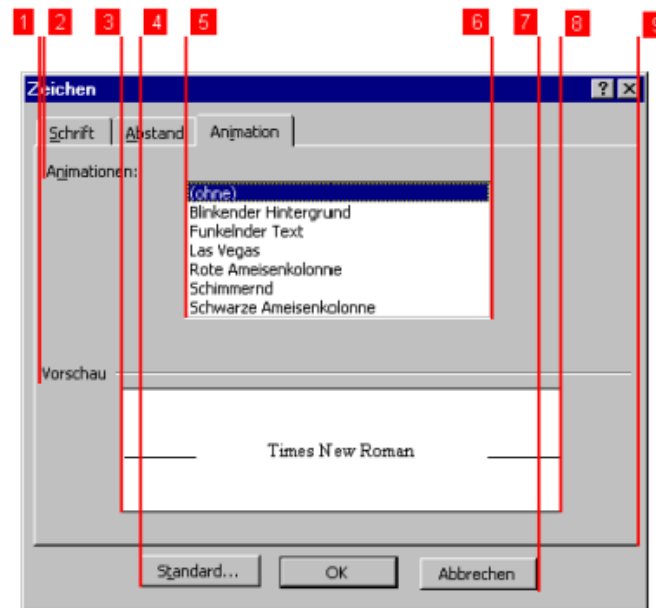 1 2 3 4 5 6 7 8 9
Zeichen
Schrift Abstand Animation
Animationen:
(ohne)
Blinkender Hintergrund
Funkelnder Text
Las Vegas
Rote Ameisenkolonne
Schimmernd
Schwarze Ameisenkolonne
Vorschau
Times New Roman
Standard... OK Abbrechen